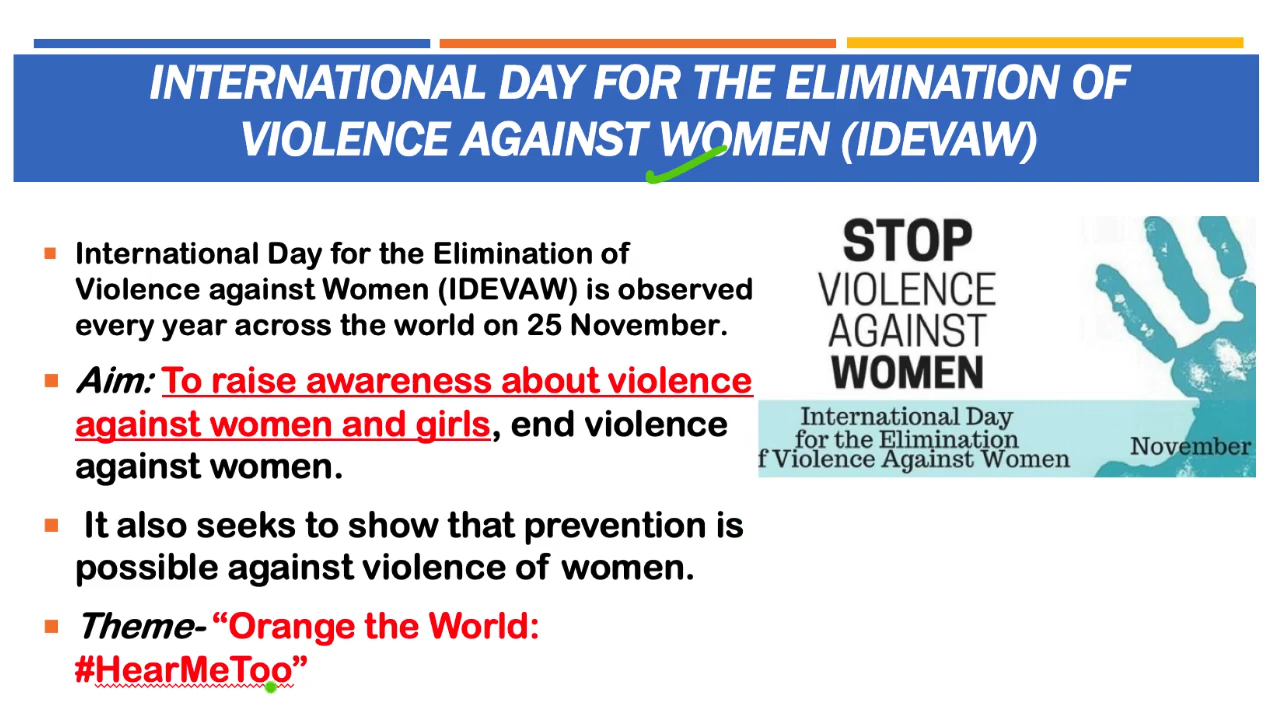 INTERNATIONAL DAY FOR THE ELIMINATION OF
VIOLENCE AGAINST WOMEN (IDEVAW)
International Day for the Elimination of
Violence against Women (IDEVAW) is observed
every year across the world on 25 November.
Aim: To raise awareness about violence
against women and girls, end violence
against women.
It also seeks to show that prevention is
possible against violence of women.
Theme- “Orange the World:
#HearMeToo”
STOP
VIOLENCE
AGAINST
WOMEN
International Day
for the Elimination
f Violence Against Women
November